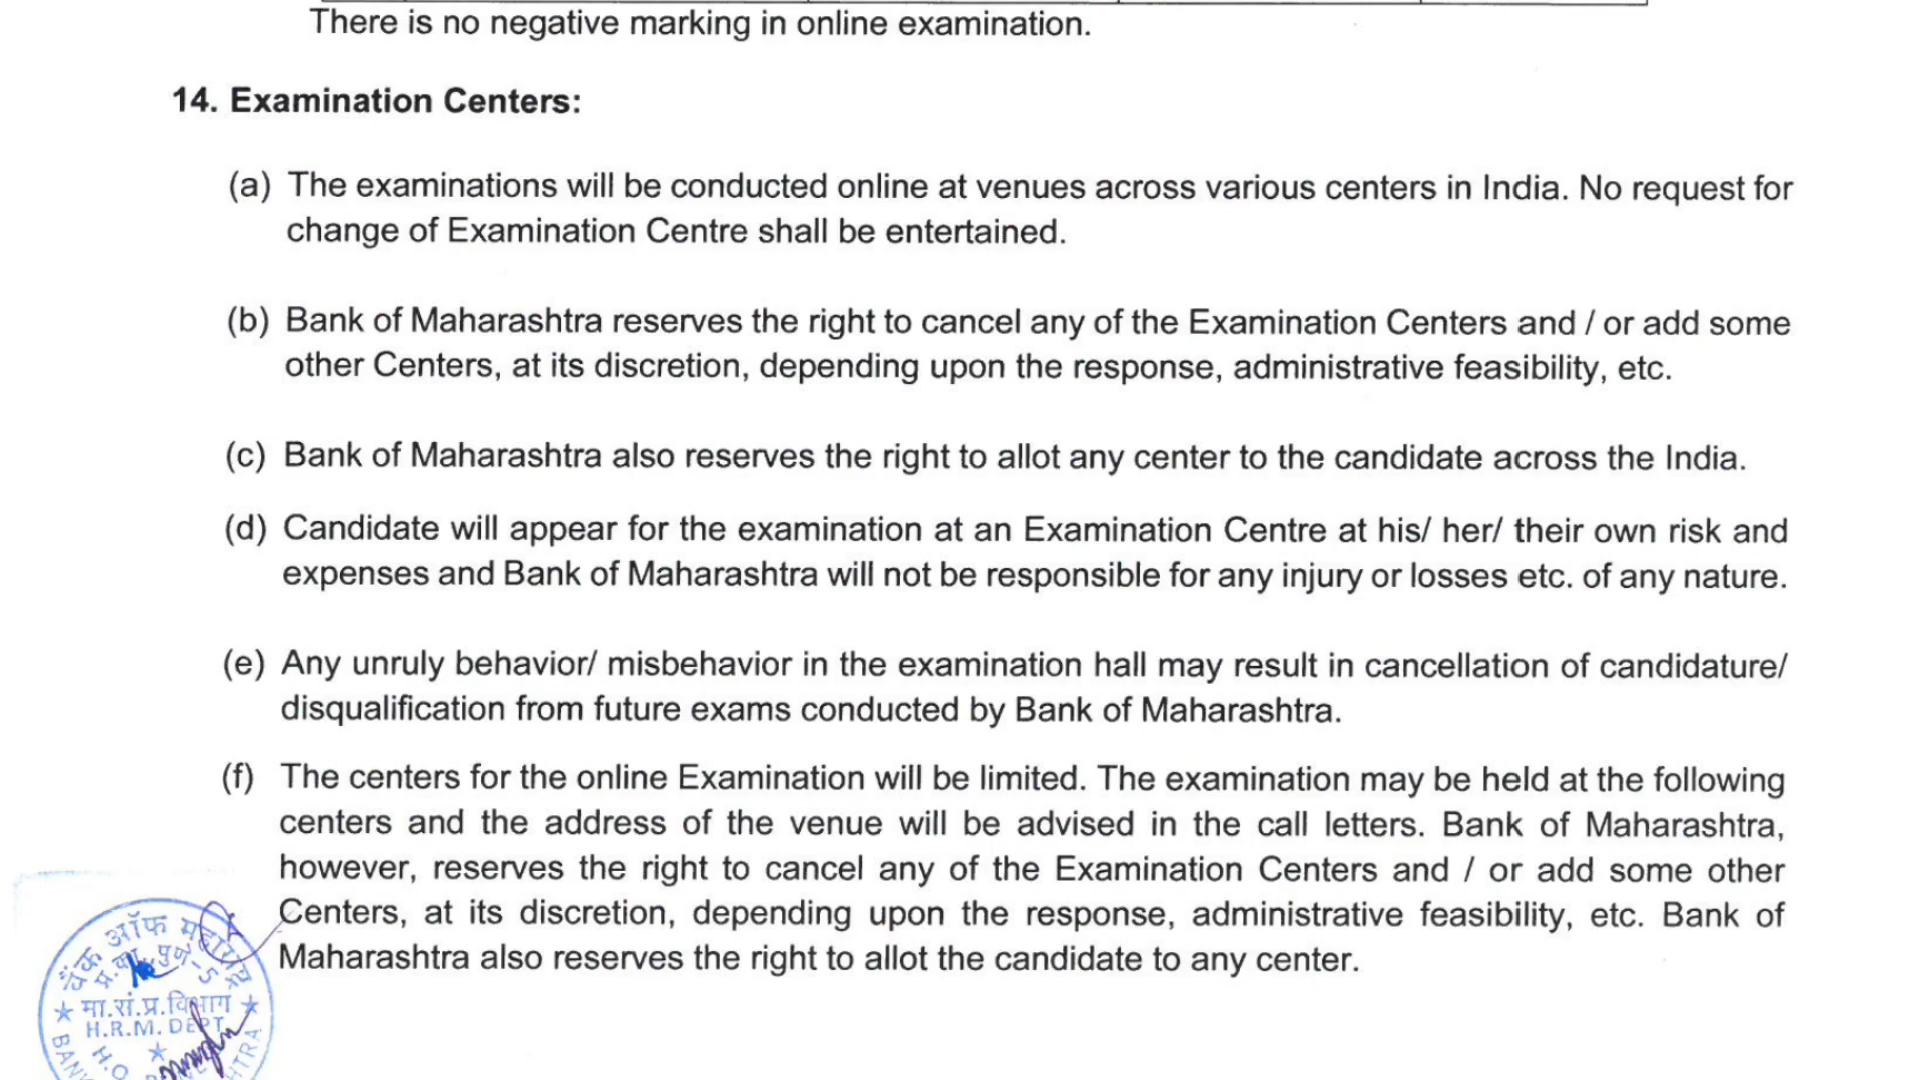 There is no negative marking in online examination.
14. Examination Centers:
(a) The examinations will be conducted online at venues across various centers in India. No request for
change of Examination Centre shall be entertained.
(b) Bank of Maharashtra reserves the right to cancel any of the Examination Centers and / or add some
other Centers, at its discretion, depending upon the response, administrative feasibility, etc.
(c) Bank of Maharashtra also reserves the right to allot any center to the candidate across the India.
(d) Candidate will appear for the examination at an Examination Centre at his/ her/ their own risk and
expenses and Bank of Maharashtra will not be responsible for any injury or losses etc. of any nature.
(e) Any unruly behavior/ misbehavior in the examination hall may result in cancellation of candidature/
disqualification from future exams conducted by Bank of Maharashtra.
(f) The centers for the online Examination will be limited. The examination may be held at the following
centers and the address of the venue will be advised in the call letters. Bank of Maharashtra,
however, reserves the right to cancel any of the Examination Centers and / or add some other
Centers, at its discretion, depending upon the response, administrative feasibility, etc. Bank of
Maharashtra also reserves the right to allot the candidate to any center.
बैंक ऑफ महाराष्ट्र
प्र.का. पुणे-5
मा.सं.प्र.विभाग
H.R.M. DEPT.
H.O.
BANK